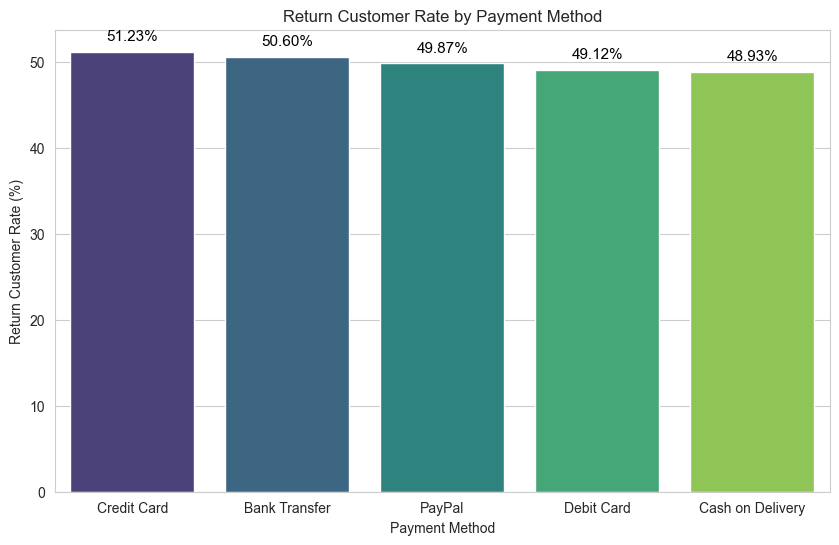 Return Customer Rate by Payment Method
51.23%
50.60%
49.87%
49.12%
48.93%
Return Customer Rate (%)
50
40
30
20
10
0
Credit Card
Bank Transfer
PayPal
Debit Card
Cash on Delivery
Payment Method